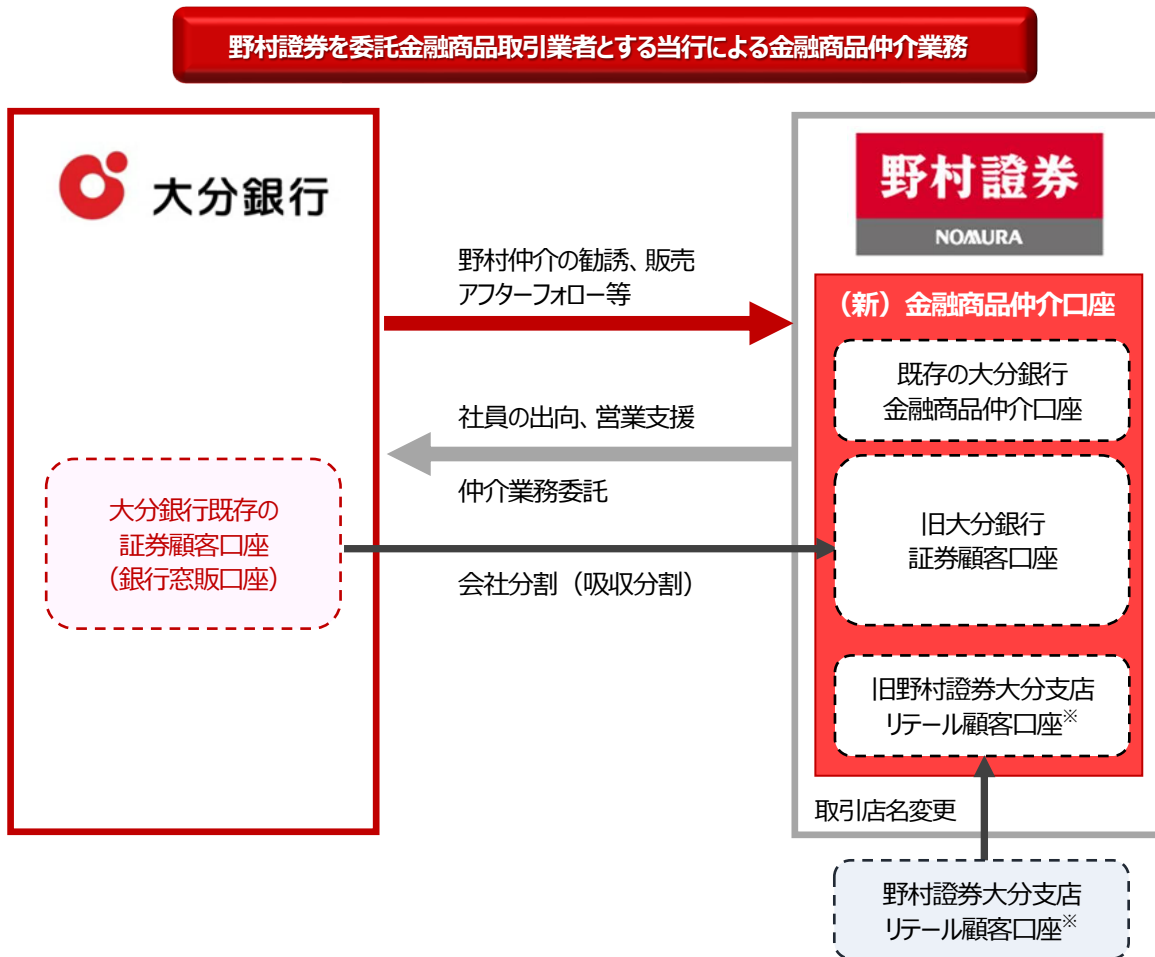 野村證券を委託金融商品取引業者とする当行による金融商品仲介業務
大分銀行
野村證券
NOMURA
野村仲介の勧誘、販売
アフターフォロー等
社員の出向、営業支援
仲介業務委託
大分銀行既存の
証券顧客口座
（銀行窓販口座）
会社分割（吸収分割）
（新）金融商品仲介口座
既存の大分銀行
金融商品仲介口座
旧大分銀行
証券顧客口座
旧野村證券大分支店
リテール顧客口座※
取引店名変更
野村證券大分支店
リテール顧客口座※